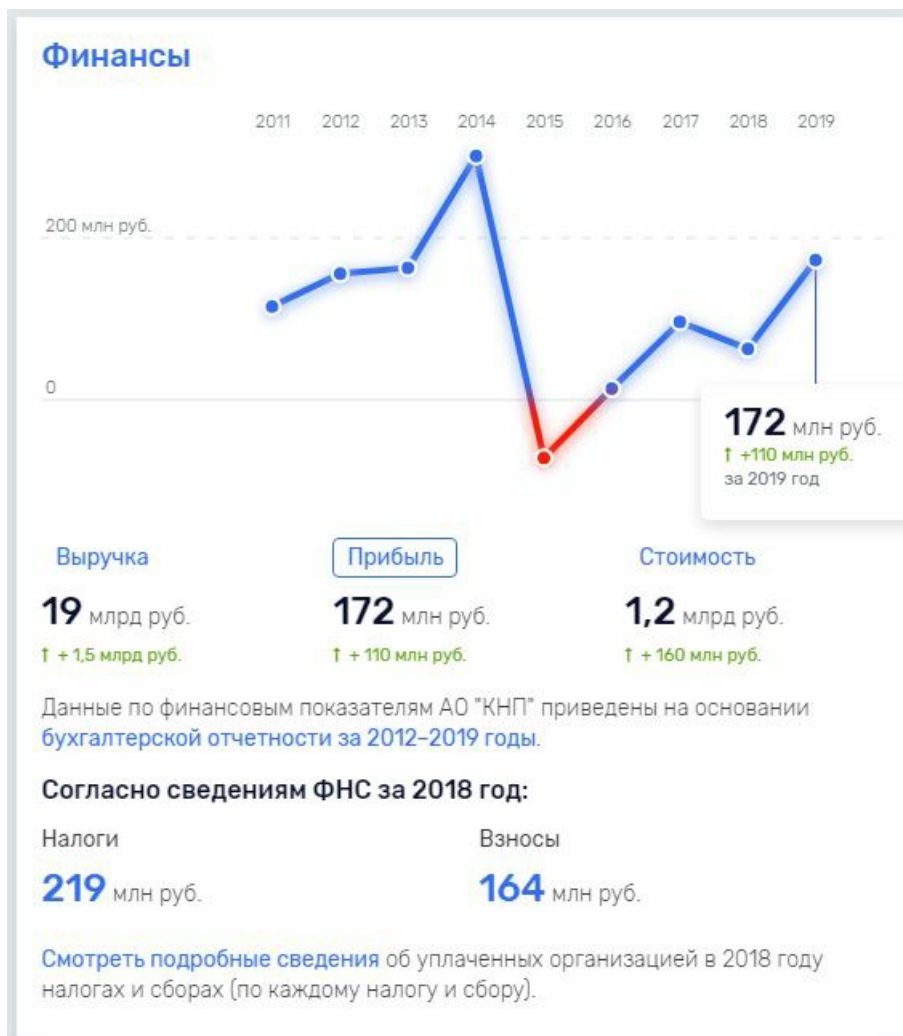 Финансы
2011 2012 2013 2014 2015 2016 2017 2018 2019
200 млн руб.
0
172 млн руб.
↑ +110 млн руб.
за 2019 год
Выручка Прибыль Стоимость
19 млрд руб. 172 млн руб. 1,2 млрд руб.
↑ + 1,5 млрд руб. ↑ + 110 млн руб. ↑ + 160 млн руб.
Данные по финансовым показателям АО "КНП" приведены на основании
бухгалтерской отчетности за 2012–2019 годы.
Согласно сведениям ФНС за 2018 год:
Налоги Взносы
219 млн руб. 164 млн руб.
Смотреть подробные сведения об уплаченных организацией в 2018 году
налогах и сборах (по каждому налогу и сбору).